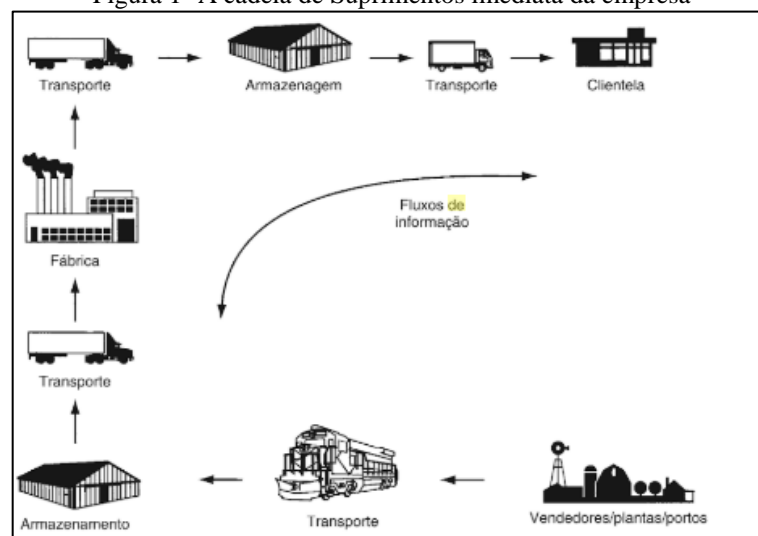 Figura 1- A cadeia de Suprimentos imediata da empresa
Transporte
Armazenagem
Transporte
Clientela
Fluxos de
informação
Fábrica
Transporte
Armazenamento
Transporte
Vendedores/plantas/portos